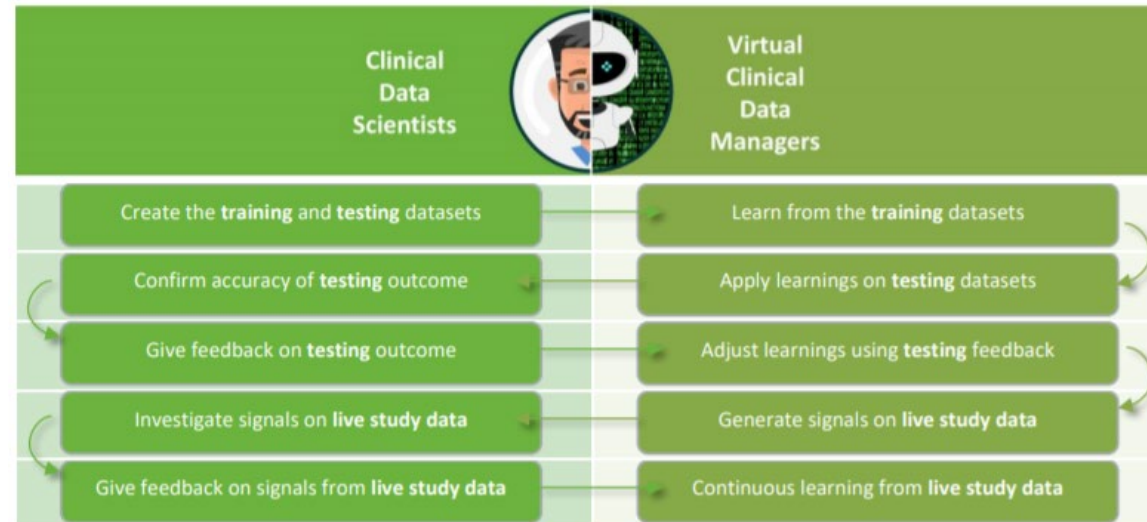 Clinical
Data
Scientists
Virtual
Clinical
Data
Managers
Create the training and testing datasets
Learn from the training datasets
Confirm accuracy of testing outcome
Apply learnings on testing datasets
Give feedback on testing outcome
Adjust learnings using testing feedback
Investigate signals on live study data
Generate signals on live study data
Give feedback on signals from live study data
Continuous learning from live study data